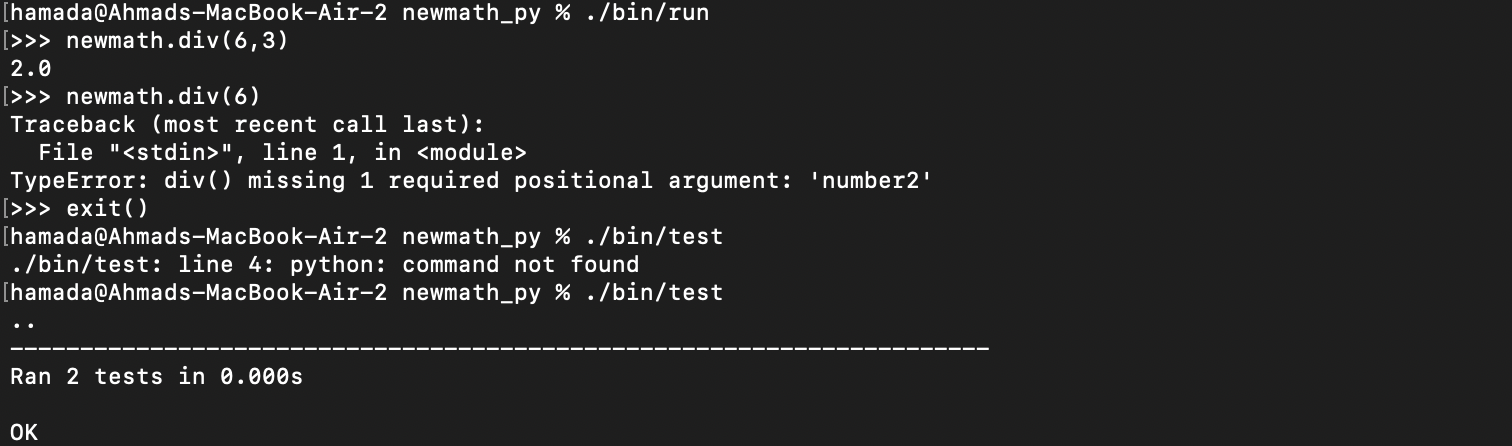 [hamada@Ahmads-MacBook-Air-2 newmath_py % ./bin/run
[>>> newmath.div(6,3)
2.0
[>>> newmath.div(6)
Traceback (most recent call last):
  File "<stdin>", line 1, in <module>
TypeError: div() missing 1 required positional argument: 'number2'
[>>> exit()
[hamada@Ahmads-MacBook-Air-2 newmath_py % ./bin/test
./bin/test: line 4: python: command not found
[hamada@Ahmads-MacBook-Air-2 newmath_py % ./bin/test
..
----------------------------------------------------------------------
Ran 2 tests in 0.000s

OK